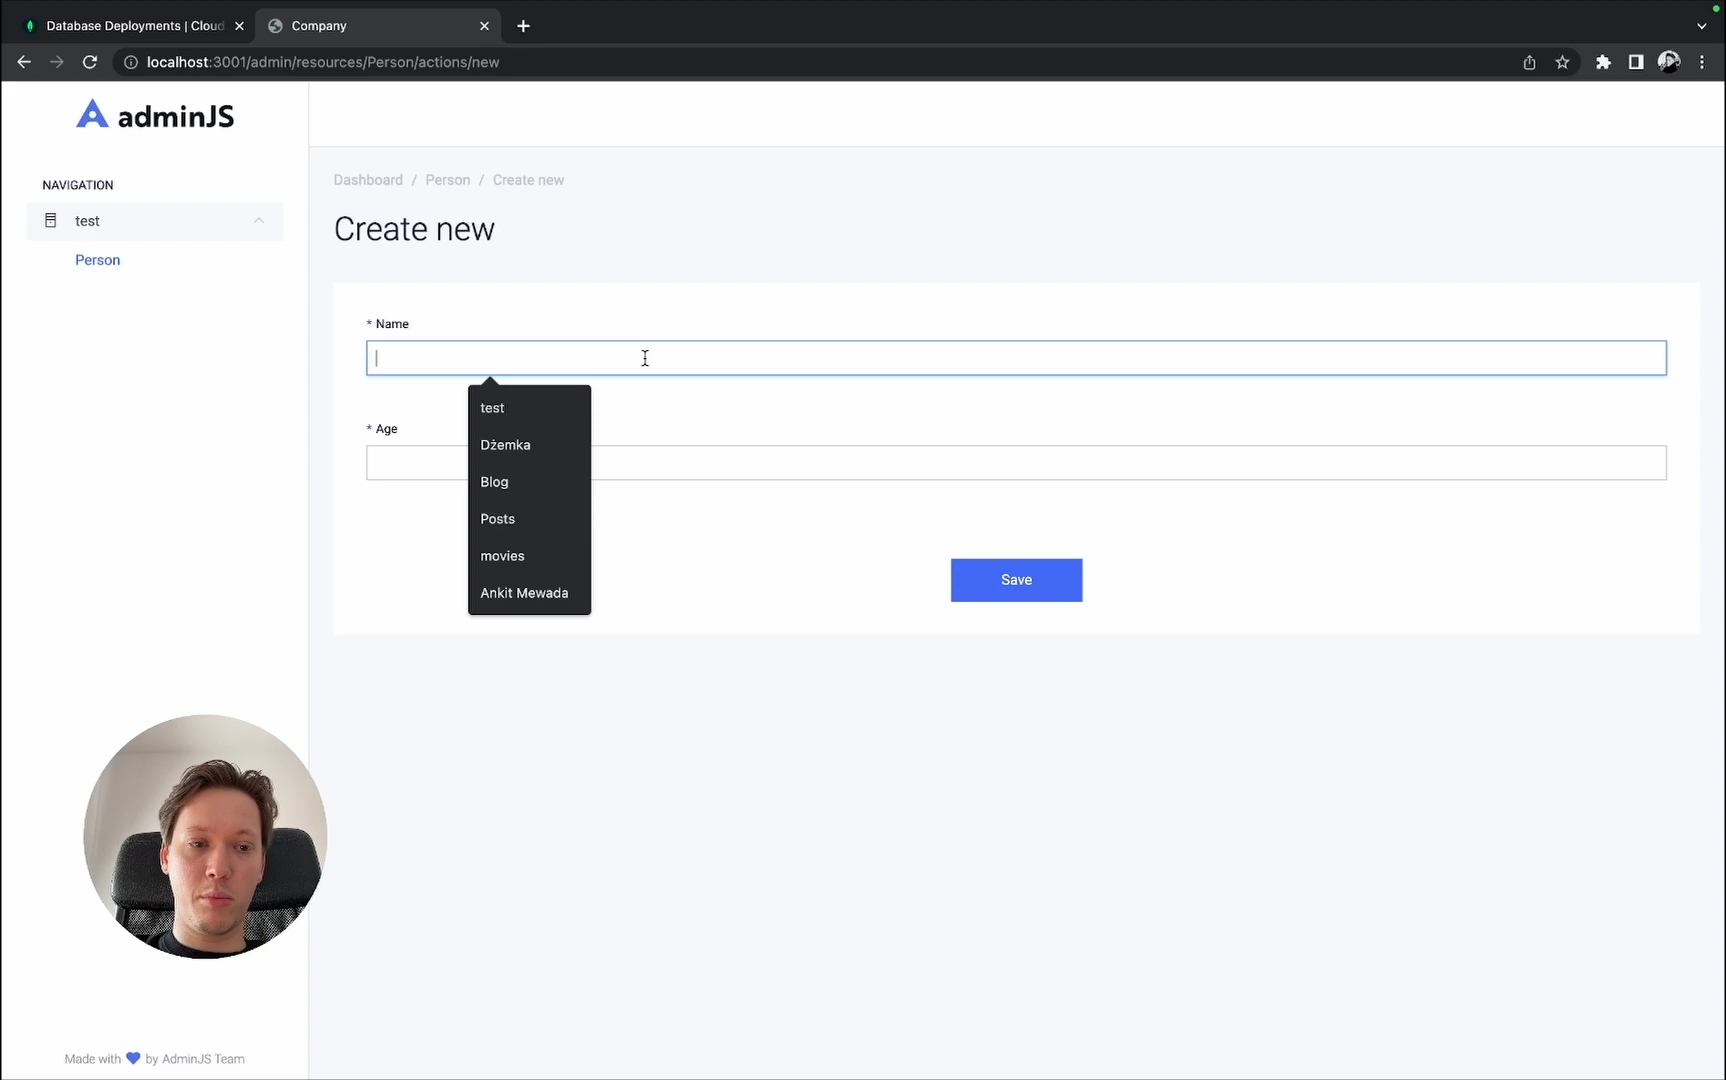 Database Deployments | Cloud
Company
localhost:3001/admin/resources/Person/actions/new
adminJS
NAVIGATION
test
Person
Dashboard / Person / Create new
Create new
* Name
test
Džemka
Blog
Posts
movies
Ankit Mewada
* Age
Save
Made with 💙 by AdminJS Team